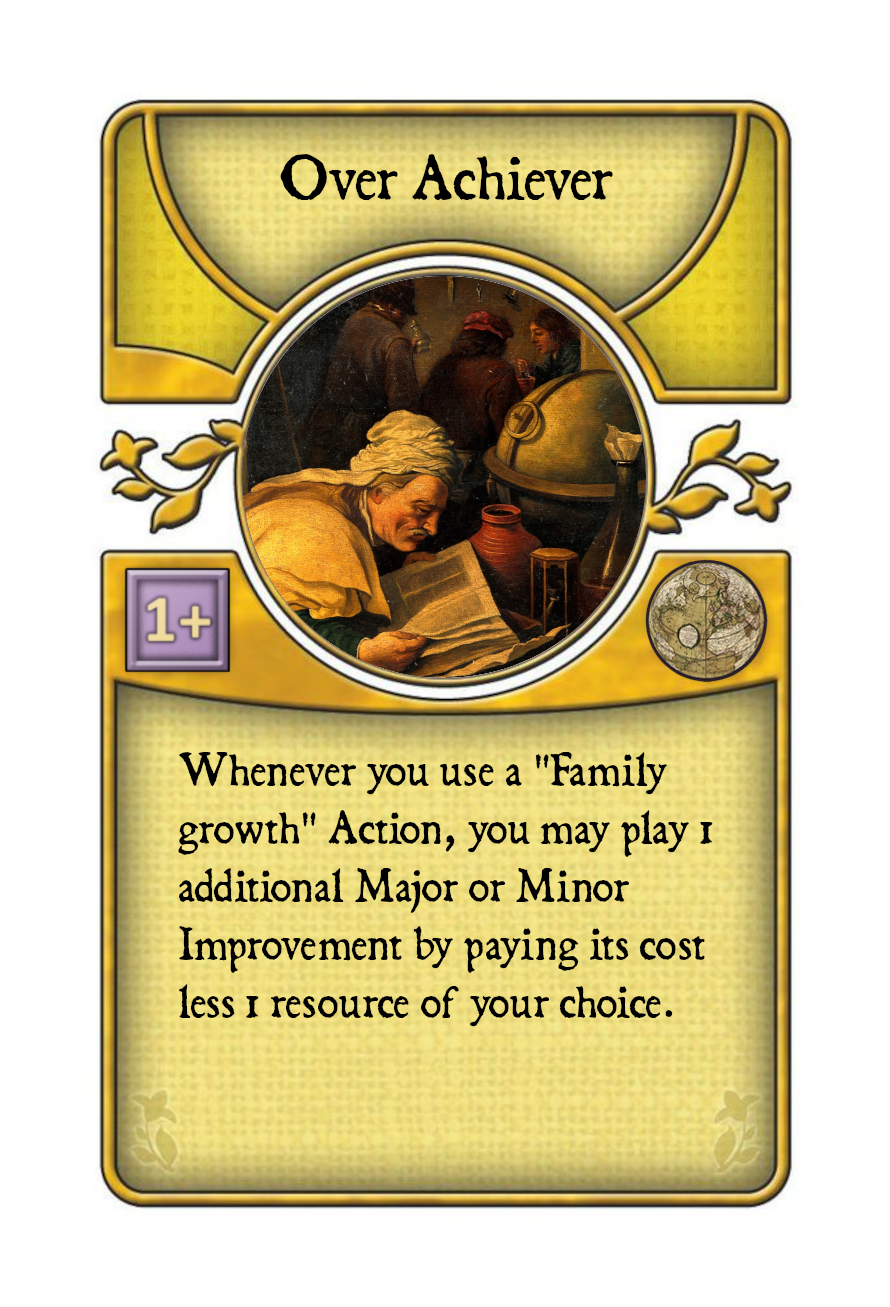 Over Achiever
1+
Whenever you use a "Family
growth" Action, you may play 1
additional Major or Minor
Improvement by paying its cost
less 1 resource of your choice.